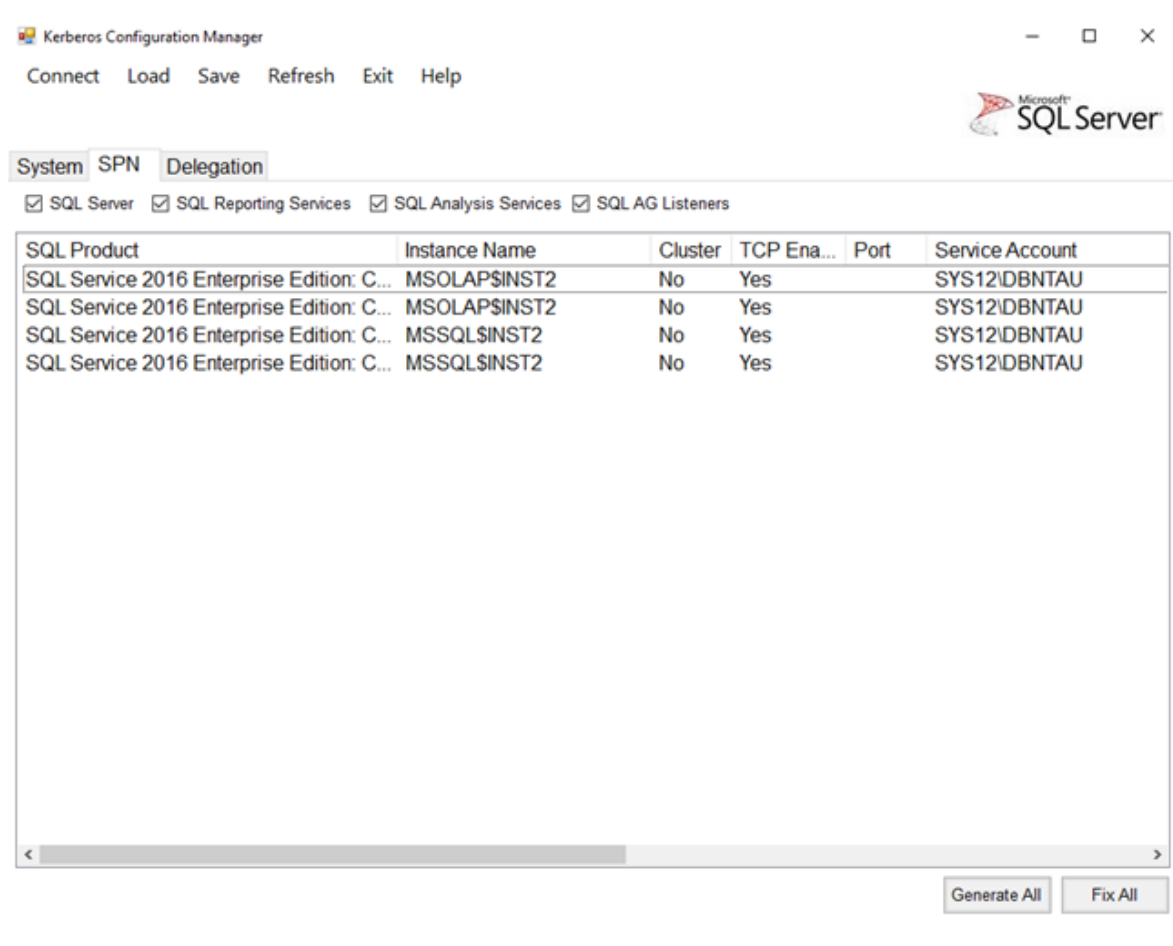 Kerberos Configuration Manager
Connect Load Save Refresh Exit Help
Microsoft
SQL Server
System SPN Delegation
SQL Server SQL Reporting Services SQL Analysis Services SQL AG Listeners
SQL Product Instance Name Cluster TCP Ena... Port Service Account
SQL Service 2016 Enterprise Edition: C... MSOLAP$INST2 No Yes SYS12\DBNTAU
SQL Service 2016 Enterprise Edition: C... MSOLAP$INST2 No Yes SYS12\DBNTAU
SQL Service 2016 Enterprise Edition: C... MSSQL$INST2 No Yes SYS12\DBNTAU
SQL Service 2016 Enterprise Edition: C... MSSQL$INST2 No Yes SYS12\DBNTAU
Generate All Fix All